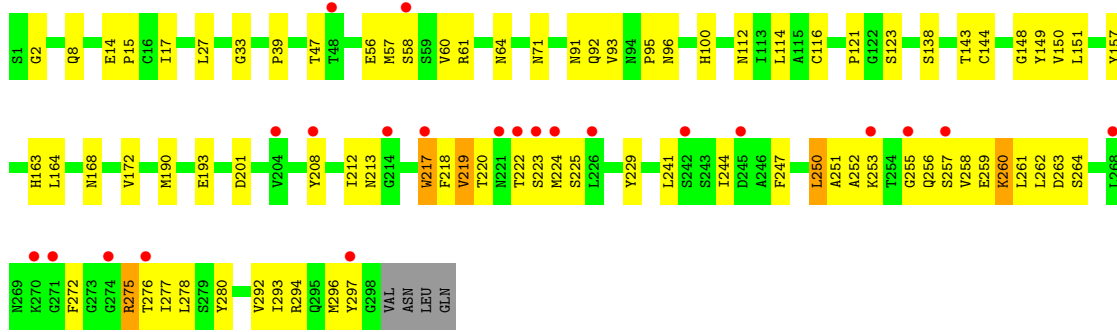 S1 G2 Q8 E14 P15 C16 I17 L27 G33 P39 T47 T48 E56 M57 S58 S59 V60 R61 N64 N71 N91 Q92 V93 N94 P95 N96 H100 N112 I113 L114 A115 C116 P121 G122 S123 S138 T143 C144 G148 Y149 V150 L151 Y157
H163 L164 N168 V172 M190 E193 D201 V204 Y208 I212 N213 G214 W217 F218 V219 T220 N221 T222 S223 M224 S225 L226 Y229 L241 S242 S243 I244 D245 A246 F247 L250 A251 A252 K253 T254 G255 Q256 S257 V258 E259 K260 L261 L262 D263 S264 L268
N269 K270 G271 F272 G273 G274 R275 T276 I277 L278 S279 Y280 V292 I293 R294 Q295 M296 Y297 G298 VAL ASN LEU GLN